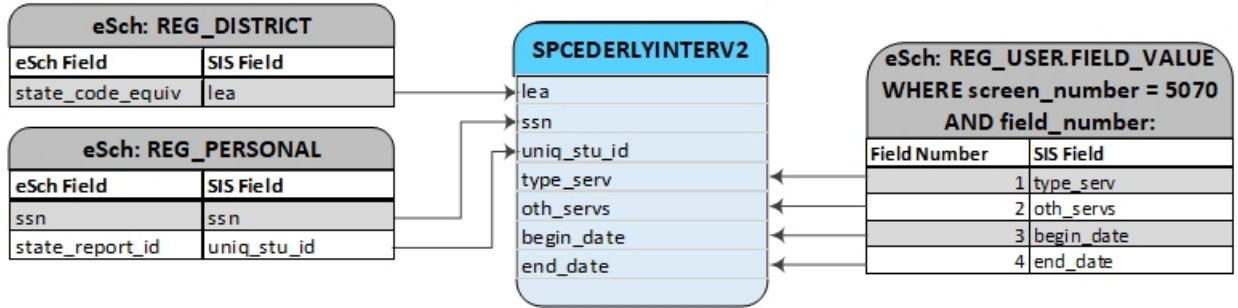 eSch: REG_DISTRICT
eSch Field SIS Field
state_code_equiv lea
eSch: REG_PERSONAL
eSch Field SIS Field
ssn ssn
state_report_id uniq_stu_id
SPCEDERLYINTERV2
lea
ssn
uniq_stu_id
type_serv
oth_servs
begin_date
end_date
eSch: REG_USER.FIELD_VALUE
WHERE screen_number = 5070
AND field_number:
Field Number SIS Field
1 type_serv
2 oth_servs
3 begin_date
4 end_date